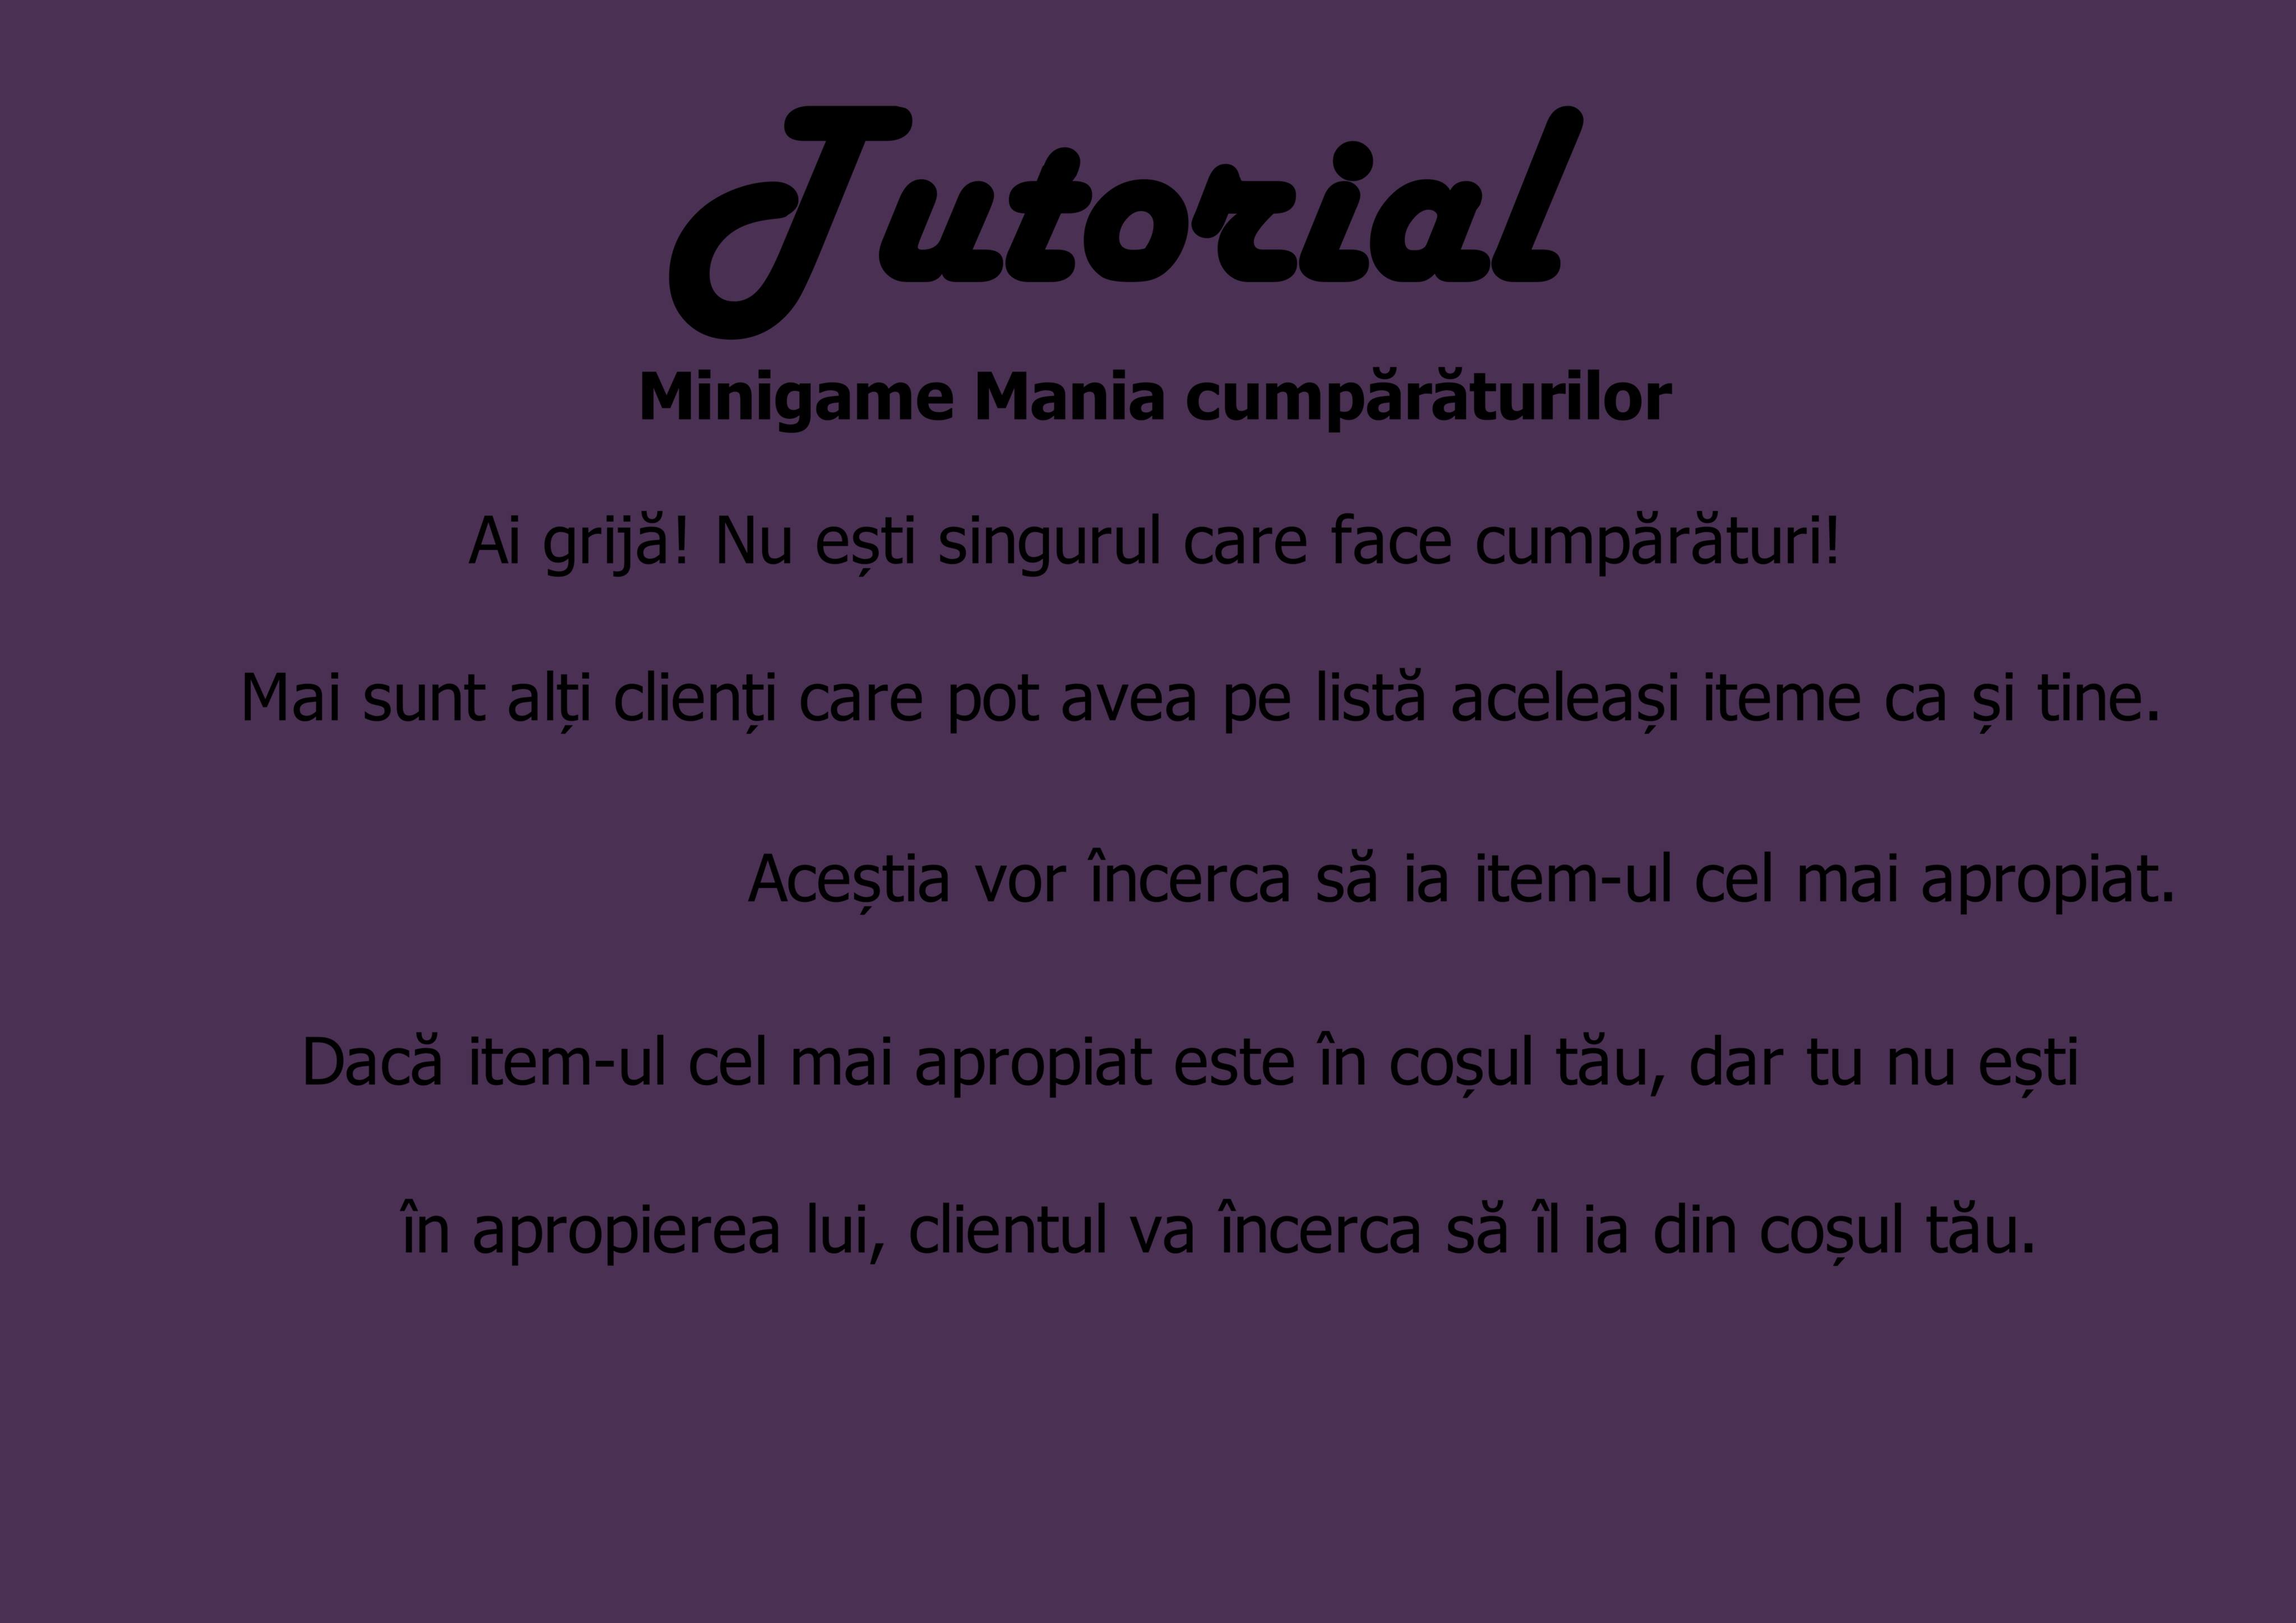 Tutorial
Minigame Mania cumpărăturilor
Ai grijă! Nu ești singurul care face cumpărături!
Mai sunt alți clienți care pot avea pe listă aceleași iteme ca și tine.
Aceștia vor încerca să ia item-ul cel mai apropiat.
Dacă item-ul cel mai apropiat este în coșul tău, dar tu nu ești
în apropierea lui, clientul va încerca să îl ia din coșul tău.